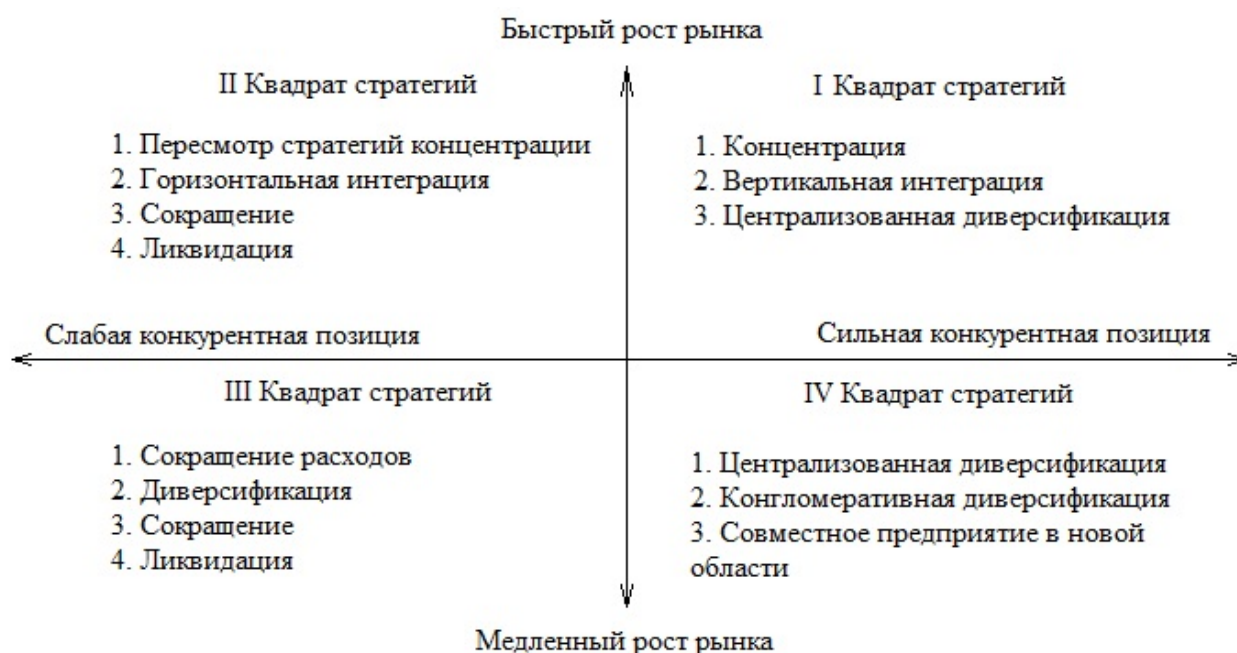 Быстрый рост рынка
II Квадрат стратегий
1. Пересмотр стратегий концентрации
2. Горизонтальная интеграция
3. Сокращение
4. Ликвидация
I Квадрат стратегий
1. Концентрация
2. Вертикальная интеграция
3. Централизованная диверсификация
Слабая конкурентная позиция
Сильная конкурентная позиция
III Квадрат стратегий
1. Сокращение расходов
2. Диверсификация
3. Сокращение
4. Ликвидация
IV Квадрат стратегий
1. Централизованная диверсификация
2. Конгломеративная диверсификация
3. Совместное предприятие в новой
области
Медленный рост рынка